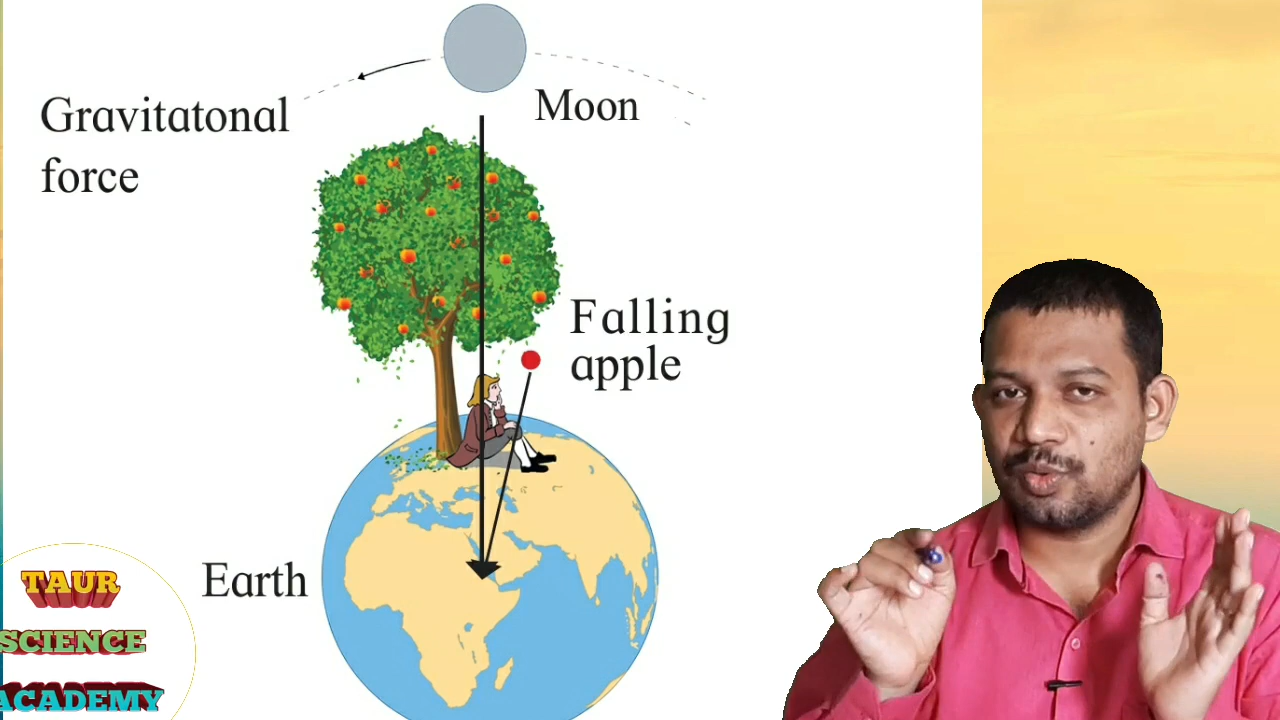 Gravitatonal
force
Moon
Falling
apple
Earth
TAUR
SCIENCE
ACADEMY